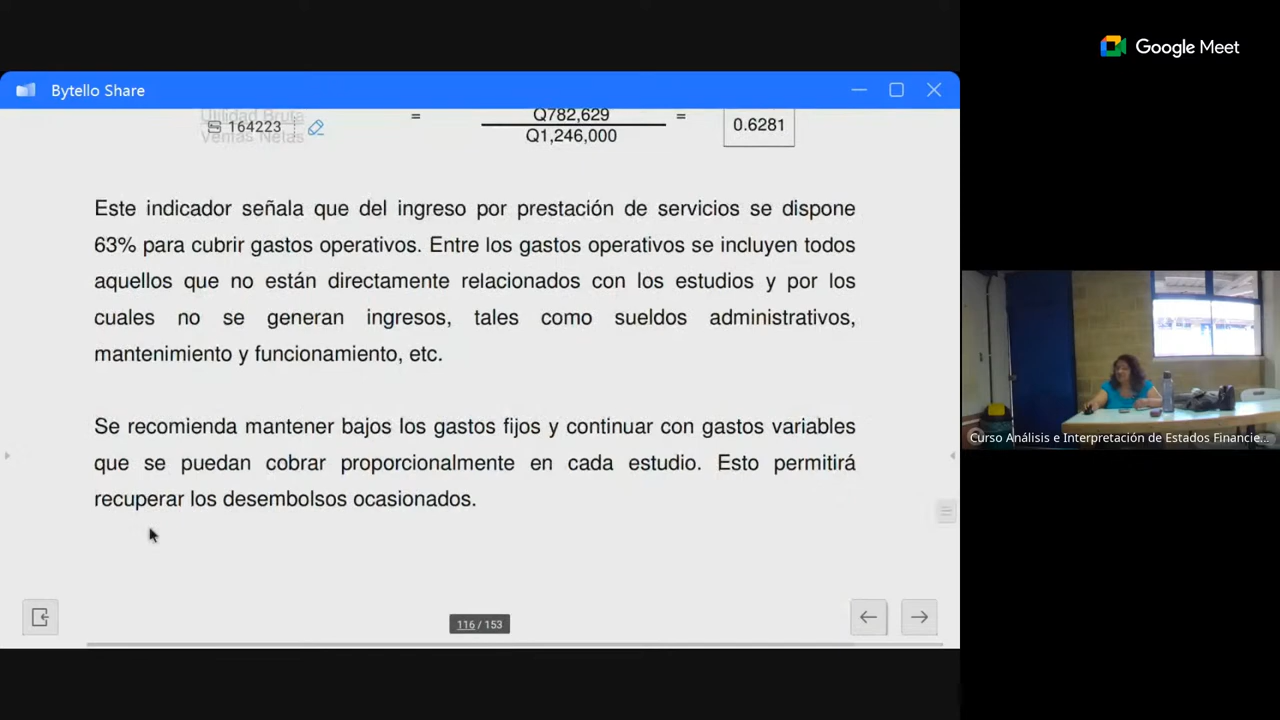 Google Meet
Bytello Share
Utilidad Bruta
Ventas Netas
164223
=
Q782,629
Q1,246,000
=
0.6281
Este indicador señala que del ingreso por prestación de servicios se dispone
63% para cubrir gastos operativos. Entre los gastos operativos se incluyen todos
aquellos que no están directamente relacionados con los estudios y por los
cuales no se generan ingresos, tales como sueldos administrativos,
mantenimiento y funcionamiento, etc.
Se recomienda mantener bajos los gastos fijos y continuar con gastos variables
que se puedan cobrar proporcionalmente en cada estudio. Esto permitirá
recuperar los desembolsos ocasionados.
116 / 153
Curso Análisis e Interpretación de Estados Financie...